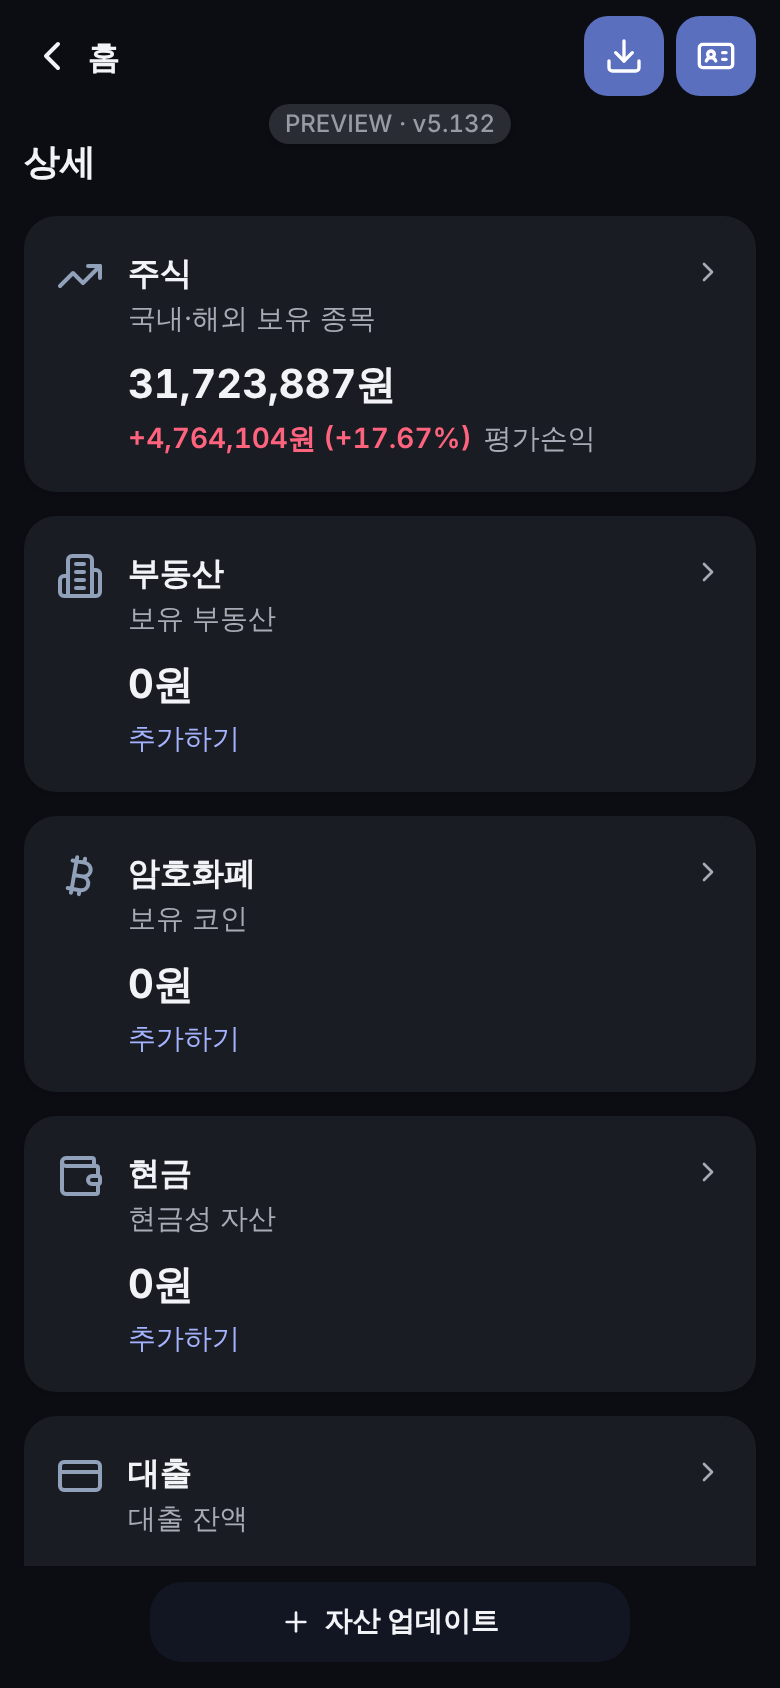 홈
PREVIEW · v5.132
상세
주식
국내·해외 보유 종목
31,723,887원
+4,764,104원 (+17.67%) 평가손익
부동산
보유 부동산
0원
추가하기
암호화폐
보유 코인
0원
추가하기
현금
현금성 자산
0원
추가하기
대출
대출 잔액
자산 업데이트